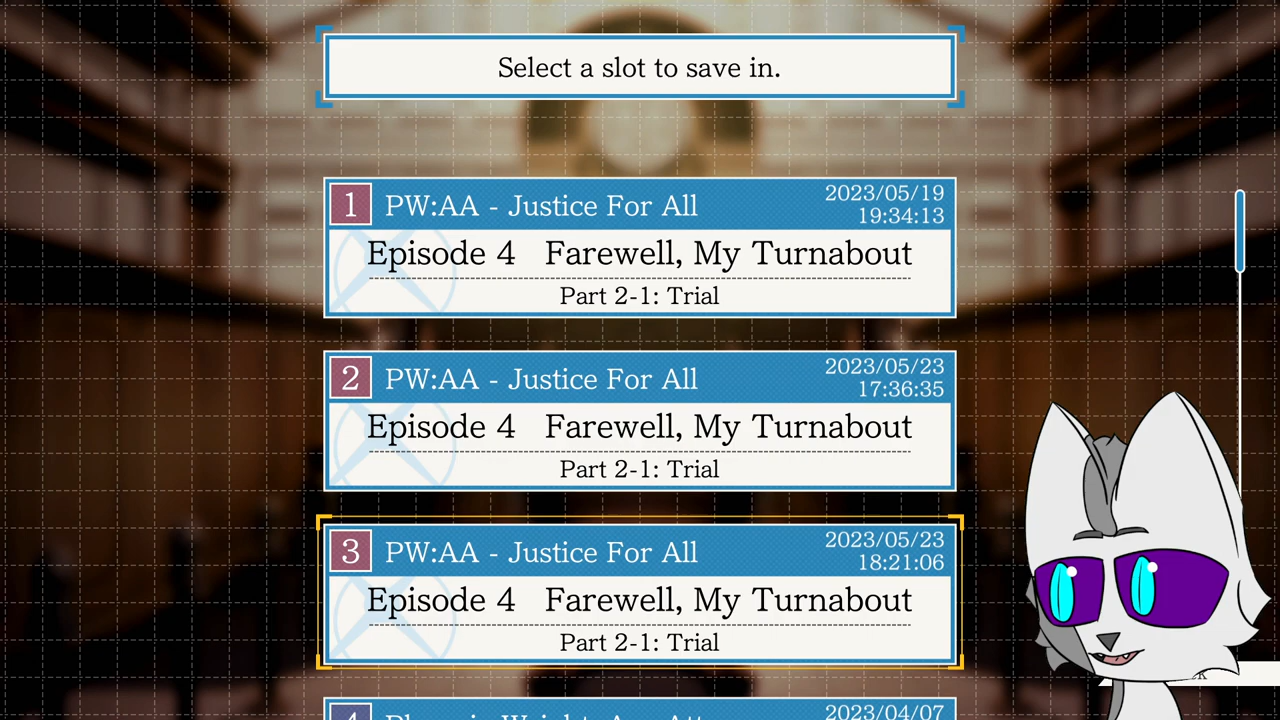 Select a slot to save in.
1 PW:AA - Justice For All 2023/05/19
19:34:13
Episode 4 Farewell, My Turnabout
Part 2-1: Trial
2 PW:AA - Justice For All 2023/05/23
17:36:35
Episode 4 Farewell, My Turnabout
Part 2-1: Trial
3 PW:AA - Justice For All 2023/05/23
18:21:06
Episode 4 Farewell, My Turnabout
Part 2-1: Trial
2023/04/07